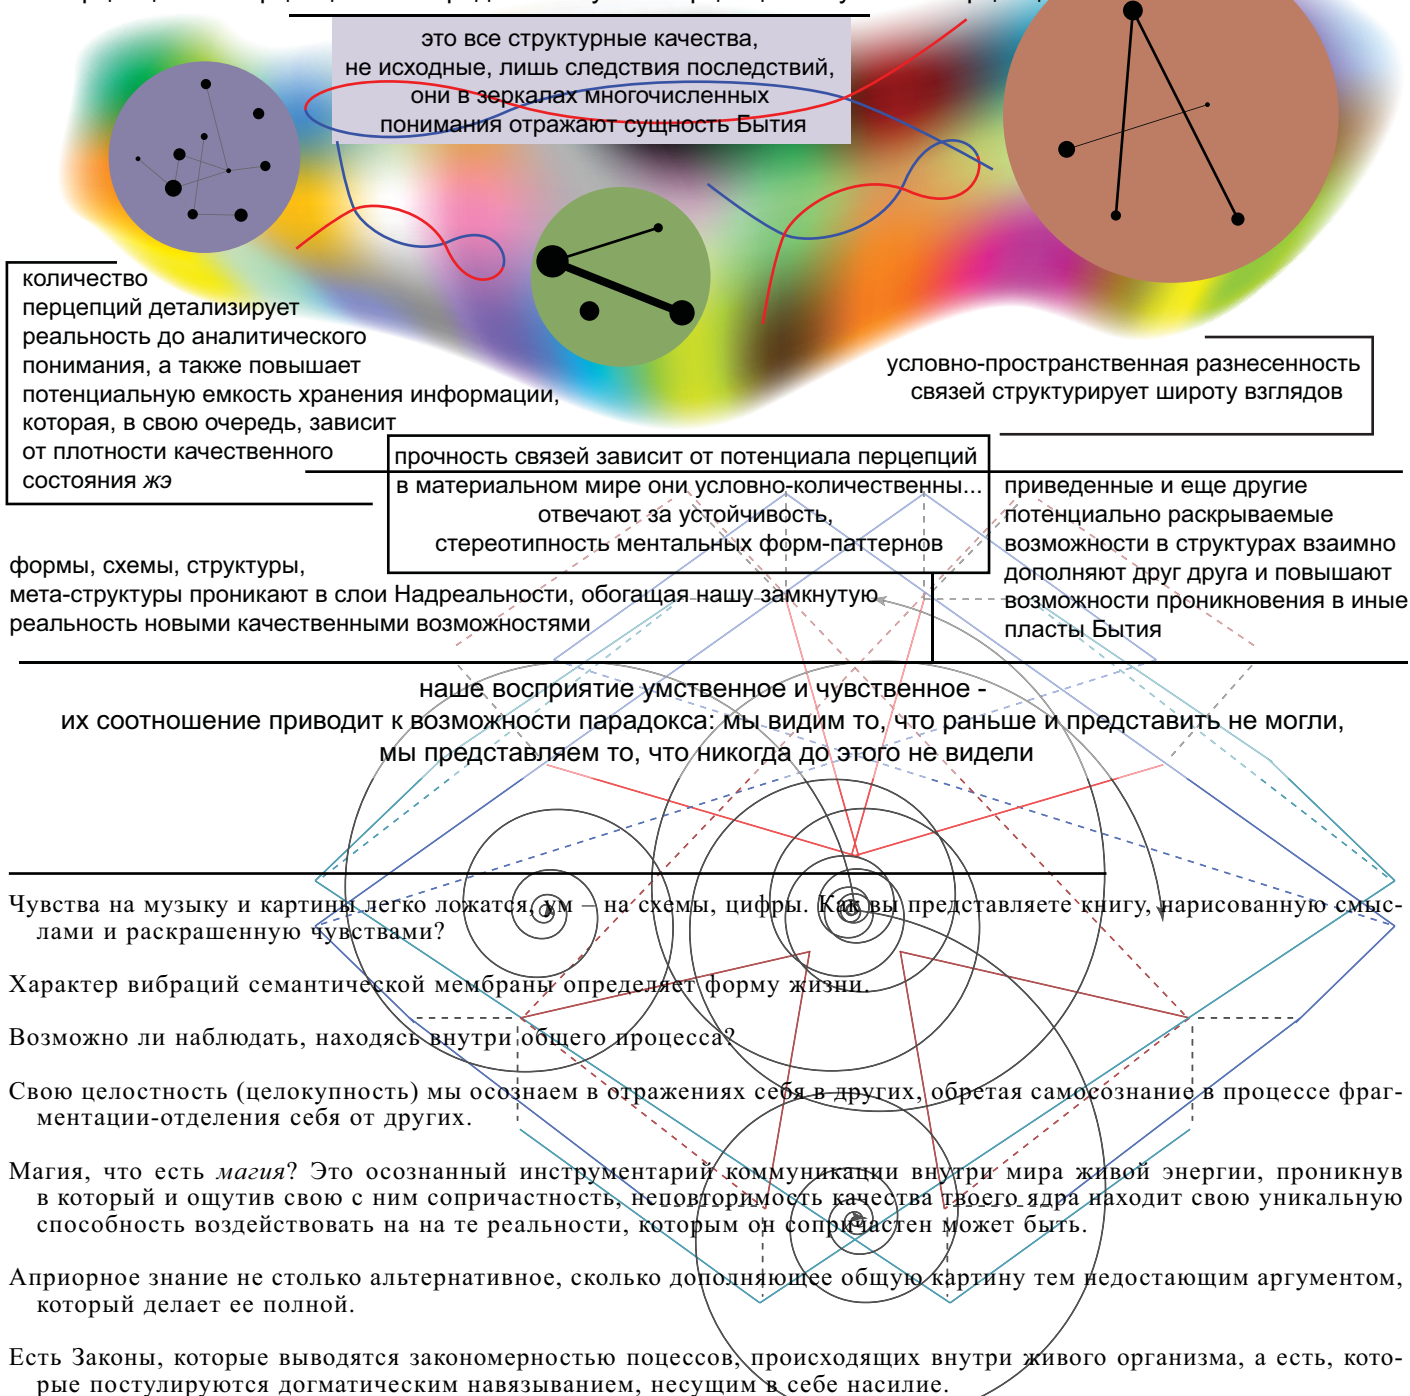 это все структурные качества,
не исходные, лишь следствия последствий,
они в зеркалах многочисленных
понимания отражают сущность Бытия
количество
перцепций детализирует
реальность до аналитического
понимания, а также повышает
потенциальную емкость хранения информации,
которая, в свою очередь, зависит
от плотности качественного
состояния жэ
условно-пространственная разнесенность
связей структурирует широту взглядов
прочность связей зависит от потенциала перцепций
в материальном мире они условно-количественны...
отвечают за устойчивость,
стереотипность ментальных форм-паттернов
приведенные и еще другие
потенциально раскрываемые
возможности в структурах взаимно
дополняют друг друга и повышают
возможности проникновения в иные
пласты Бытия
формы, схемы, структуры,
мета-структуры проникают в слои Надреальности, обогащая нашу замкнутую
реальность новыми качественными возможностями
наше восприятие умственное и чувственное -
их соотношение приводит к возможности парадокса: мы видим то, что раньше и представить не могли,
мы представляем то, что никогда до этого не видели
Чувства на музыку и картины легко ложатся, ум – на схемы, цифры. Как вы представляете книгу, нарисованную смыс-
лами и раскрашенную чувствами?
Характер вибраций семантической мембраны определяет форму жизни.
Возможно ли наблюдать, находясь внутри общего процесса?
Свою целостность (целокупность) мы осознаем в отражениях себя в других, обретая самосознание в процессе фраг-
ментации-отделения себя от других.
Магия, что есть магия? Это осознанный инструментарий коммуникации внутри мира живой энергии, проникнув
в который и ощутив свою с ним сопричастность, неповторимость качества твоего ядра находит свою уникальную
способность воздействовать на на те реальности, которым он сопричастен может быть.
Априорное знание не столько альтернативное, сколько дополняющее общую картину тем недостающим аргументом,
который делает ее полной.
Есть Законы, которые выводятся закономерностью поцессов, происходящих внутри живого организма, а есть, кото-
рые постулируются догматическим навязыванием, несущим в себе насилие.